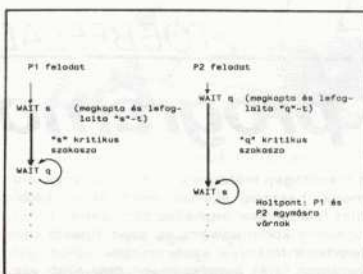 P1 feladat
WAIT s (megkapta és lefog-
lalta "s"-t)
"s" kritikus
szakasza
WAIT q
P2 feladat
WAIT q (megkapta és lefog-
lalta "q"-t)
"q" kritikus
szakasza
WAIT s
Holtpont: P1 és
P2 egymásra
várnak